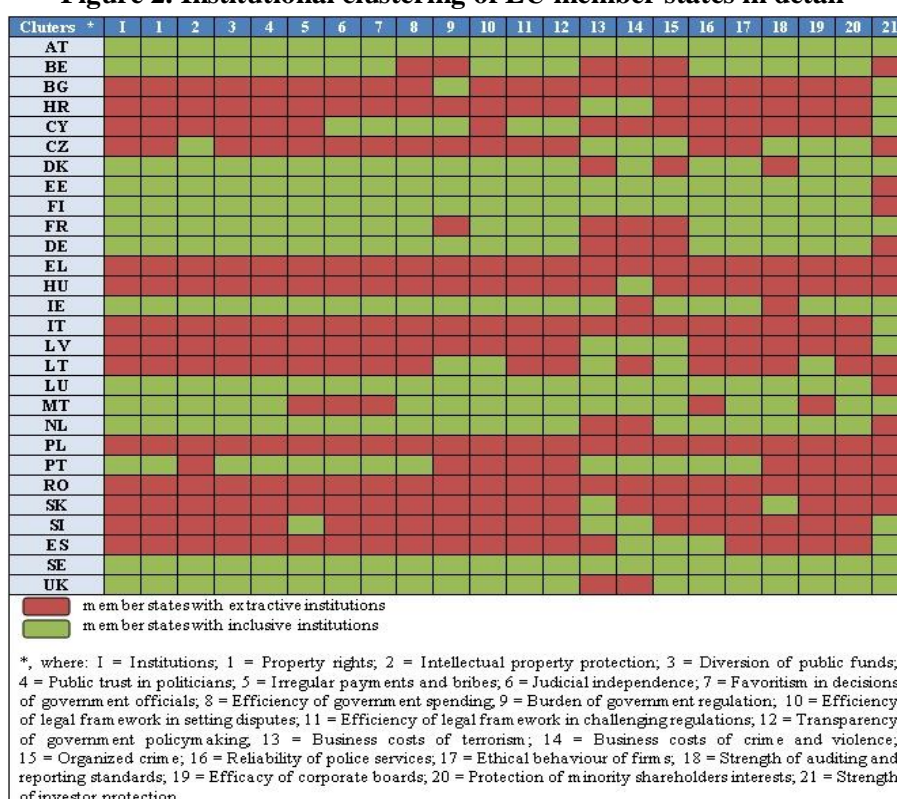 Figure 2. Institutional clustering of EU member states in detail
Cluters * I 1 2 3 4 5 6 7 8 9 10 11 12 13 14 15 16 17 18 19 20 21
AT
BE
BG
HR
CY
CZ
DK
EE
FI
FR
DE
EL
HU
IE
IT
LV
LT
LU
MT
NL
PL
PT
RO
SK
SI
ES
SE
UK
member states with extractive institutions
member states with inclusive institutions
*, where: I = Institutions; 1 = Property rights; 2 = Intellectual property protection; 3 = Diversion of public funds;
4 = Public trust in politicians; 5 = Irregular payments and bribes; 6 = Judicial independence; 7 = Favoritism in decisions
of government officials; 8 = Efficiency of government spending; 9 = Burden of government regulation; 10 = Efficiency
of legal framework in setting disputes; 11 = Efficiency of legal framework in challenging regulations; 12 = Transparency
of government policymaking, 13 = Business costs of terrorism; 14 = Business costs of crime and violence;
15 = Organized crime; 16 = Reliability of police services; 17 = Ethical behaviour of firms; 18 = Strength of auditing and
reporting standards; 19 = Efficacy of corporate boards; 20 = Protection of minority shareholders interests; 21 = Strength
of investor protection